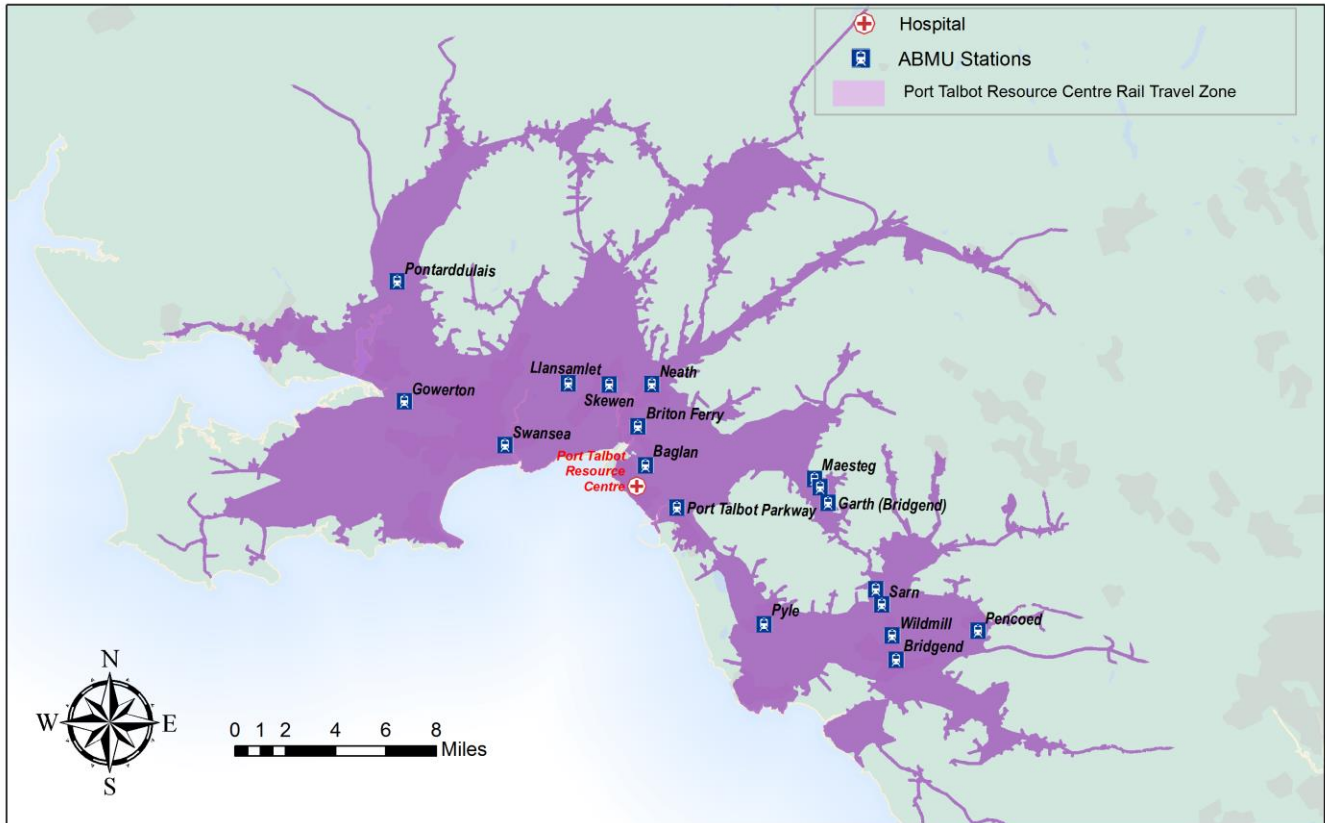 Hospital
ABMU Stations
Port Talbot Resource Centre Rail Travel Zone
Pontarddulais
Llansamlet
Neath
Gowerton
Skewen
Briton Ferry
Swansea
Port Talbot
Resource
Centre
Baglan
Maesteg
Garth (Bridgend)
Port Talbot Parkway
Sarn
Pyle
Wildmill
Pencoed
Bridgend
N
W E
S
0 1 2 4 6 8
Miles